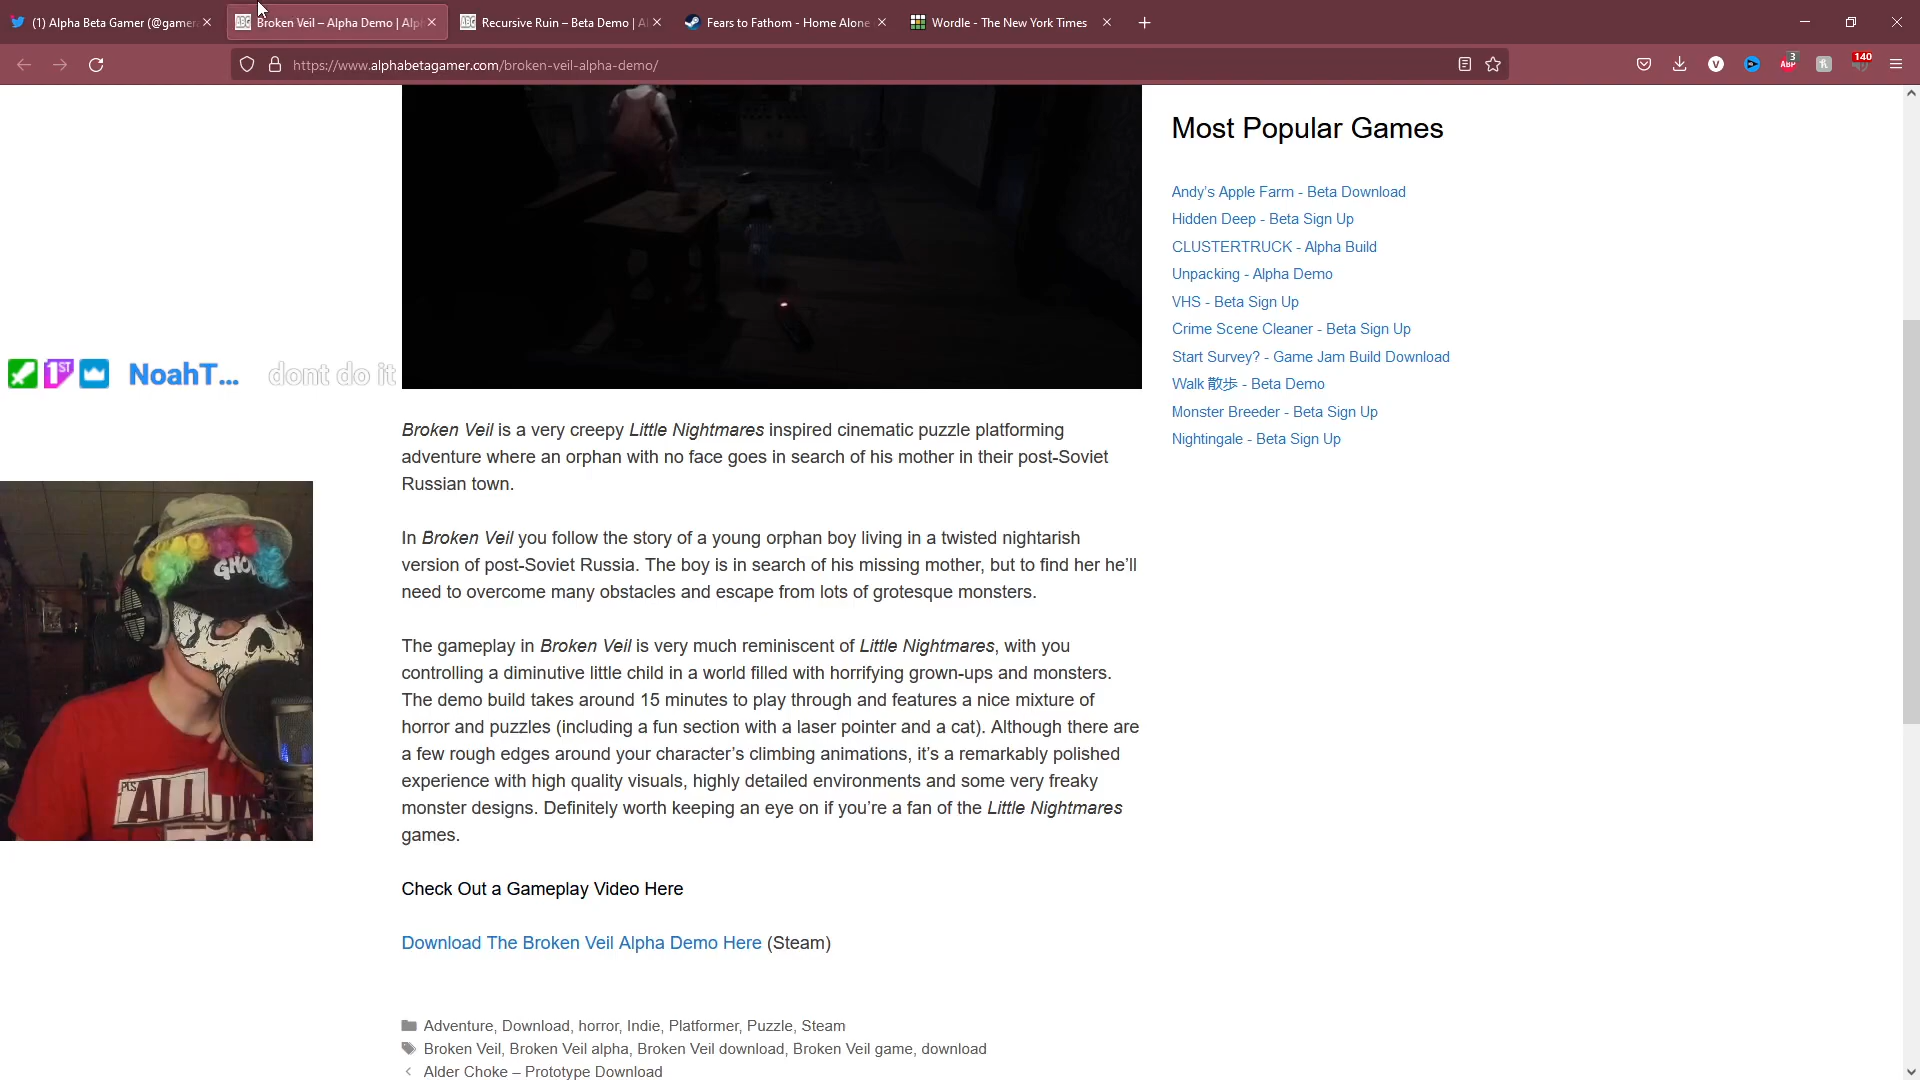 (1) Alpha Beta Gamer (@gamer
Broken Veil – Alpha Demo | Alp
Recursive Ruin – Beta Demo | Al
Fears to Fathom - Home Alone
Wordle - The New York Times
https://www.alphabetagamer.com/broken-veil-alpha-demo/
ABP
3
140
Most Popular Games
Andy's Apple Farm - Beta Download
Hidden Deep - Beta Sign Up
CLUSTERTRUCK - Alpha Build
Unpacking - Alpha Demo
VHS - Beta Sign Up
Crime Scene Cleaner - Beta Sign Up
Start Survey? - Game Jam Build Download
Walk 散歩 - Beta Demo
Monster Breeder - Beta Sign Up
Nightingale - Beta Sign Up
1ST NoahT... dont do it
Broken Veil is a very creepy Little Nightmares inspired cinematic puzzle platforming
adventure where an orphan with no face goes in search of his mother in their post-Soviet
Russian town.
In Broken Veil you follow the story of a young orphan boy living in a twisted nightarish
version of post-Soviet Russia. The boy is in search of his missing mother, but to find her he'll
need to overcome many obstacles and escape from lots of grotesque monsters.
The gameplay in Broken Veil is very much reminiscent of Little Nightmares, with you
controlling a diminutive little child in a world filled with horrifying grown-ups and monsters.
The demo build takes around 15 minutes to play through and features a nice mixture of
horror and puzzles (including a fun section with a laser pointer and a cat). Although there are
a few rough edges around your character's climbing animations, it's a remarkably polished
experience with high quality visuals, highly detailed environments and some very freaky
monster designs. Definitely worth keeping an eye on if you're a fan of the Little Nightmares
games.
Check Out a Gameplay Video Here
Download The Broken Veil Alpha Demo Here (Steam)
Adventure, Download, horror, Indie, Platformer, Puzzle, Steam
Broken Veil, Broken Veil alpha, Broken Veil download, Broken Veil game, download
Alder Choke – Prototype Download
PLS